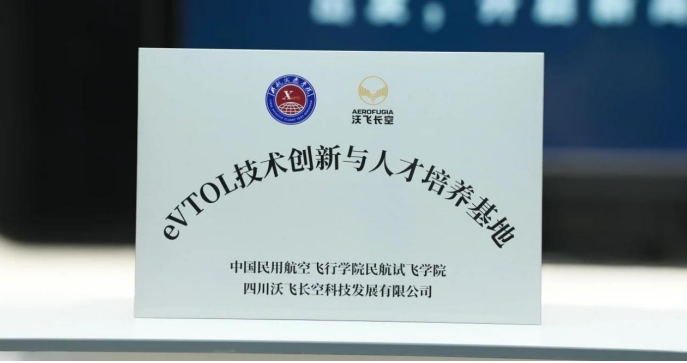 AEROFUGIA
沃飞长空
eVTOL技术创新与人才培养基地
中国民用航空飞行学院民航试飞学院
四川沃飞长空科技发展有限公司